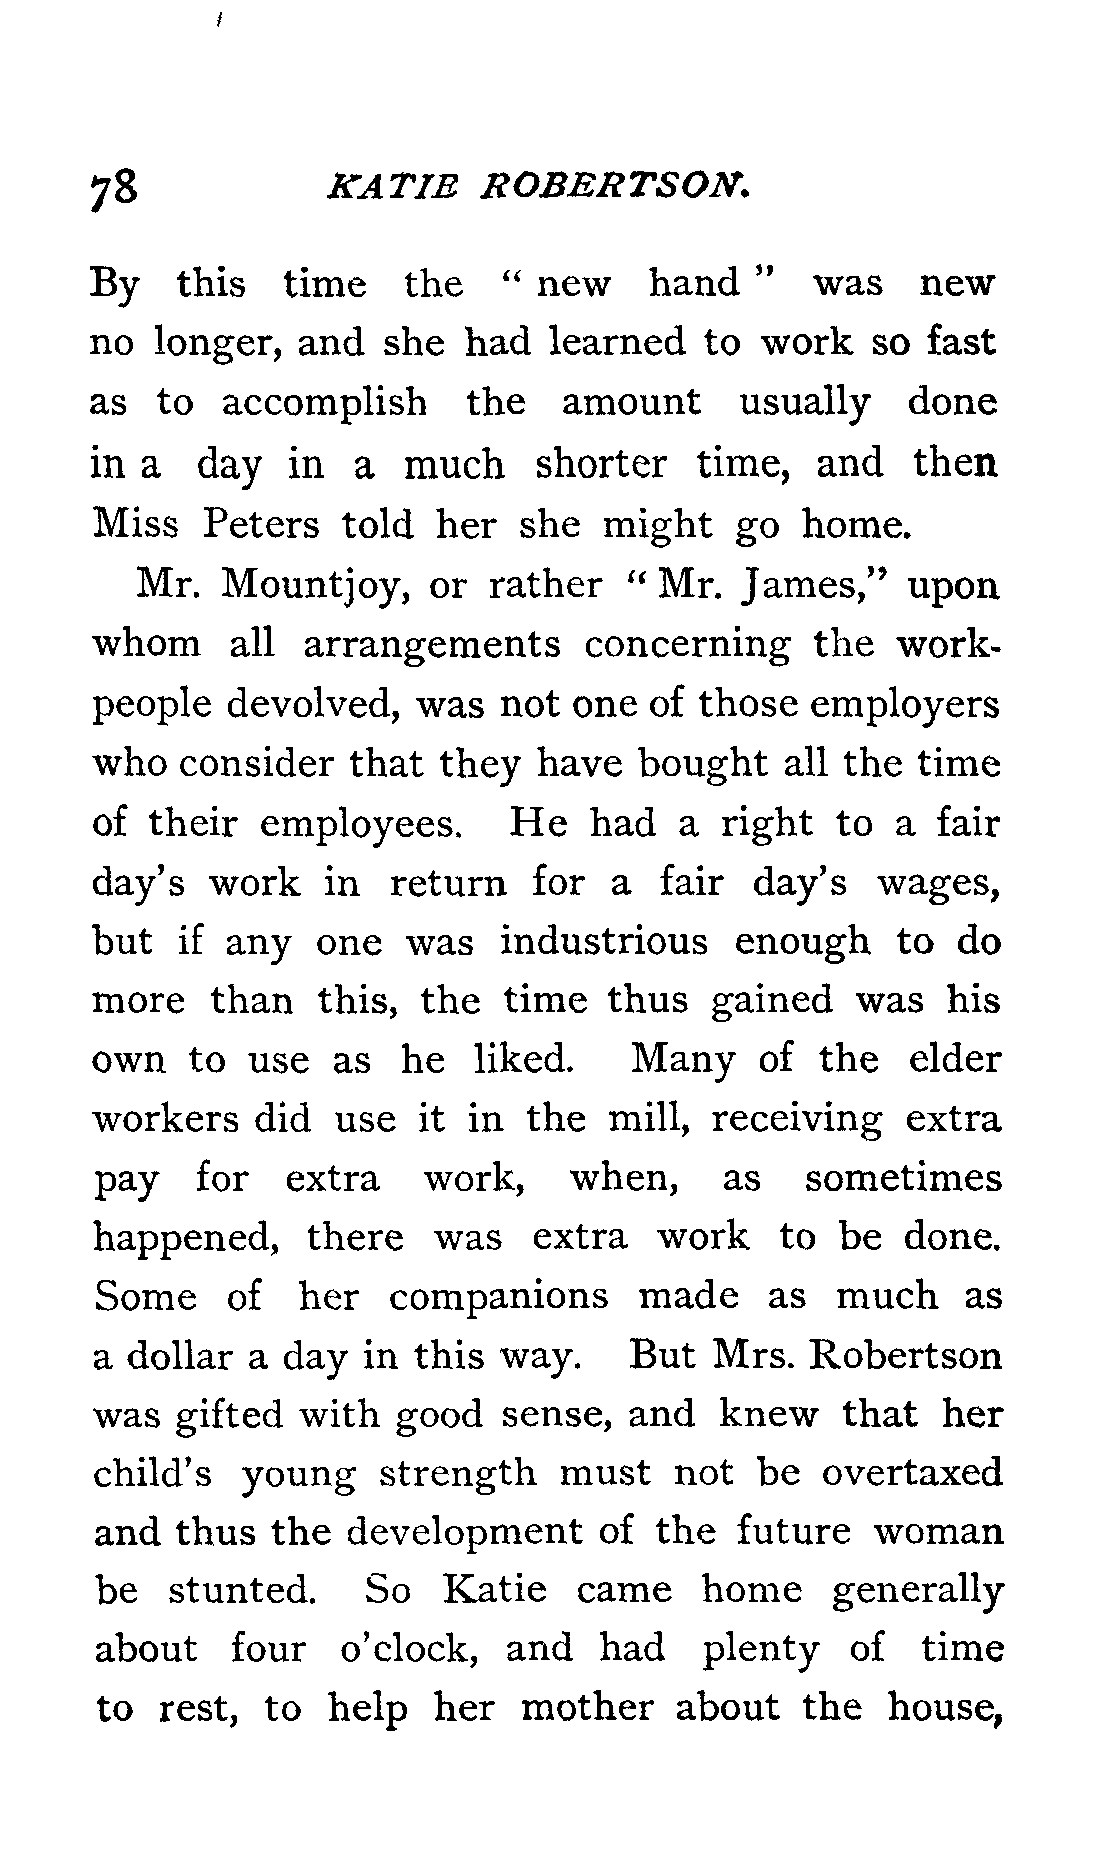 78 KATIE ROBERTSON.
By this time the " new hand " was new
no longer, and she had learned to work so fast
as to accomplish the amount usually done
in a day in a much shorter time, and then
Miss Peters told her she might go home.
Mr. Mountjoy, or rather " Mr. James," upon
whom all arrangements concerning the work-
people devolved, was not one of those employers
who consider that they have bought all the time
of their employees. He had a right to a fair
day's work in return for a fair day's wages,
but if any one was industrious enough to do
more than this, the time thus gained was his
own to use as he liked. Many of the elder
workers did use it in the mill, receiving extra
pay for extra work, when, as sometimes
happened, there was extra work to be done.
Some of her companions made as much as
a dollar a day in this way. But Mrs. Robertson
was gifted with good sense, and knew that her
child's young strength must not be overtaxed
and thus the development of the future woman
be stunted. So Katie came home generally
about four o'clock, and had plenty of time
to rest, to help her mother about the house,